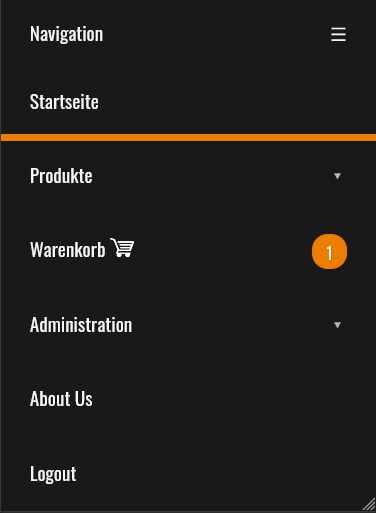 Navigation ☰
Startseite
Produkte ▼
Warenkorb 1
Administration ▼
About Us
Logout